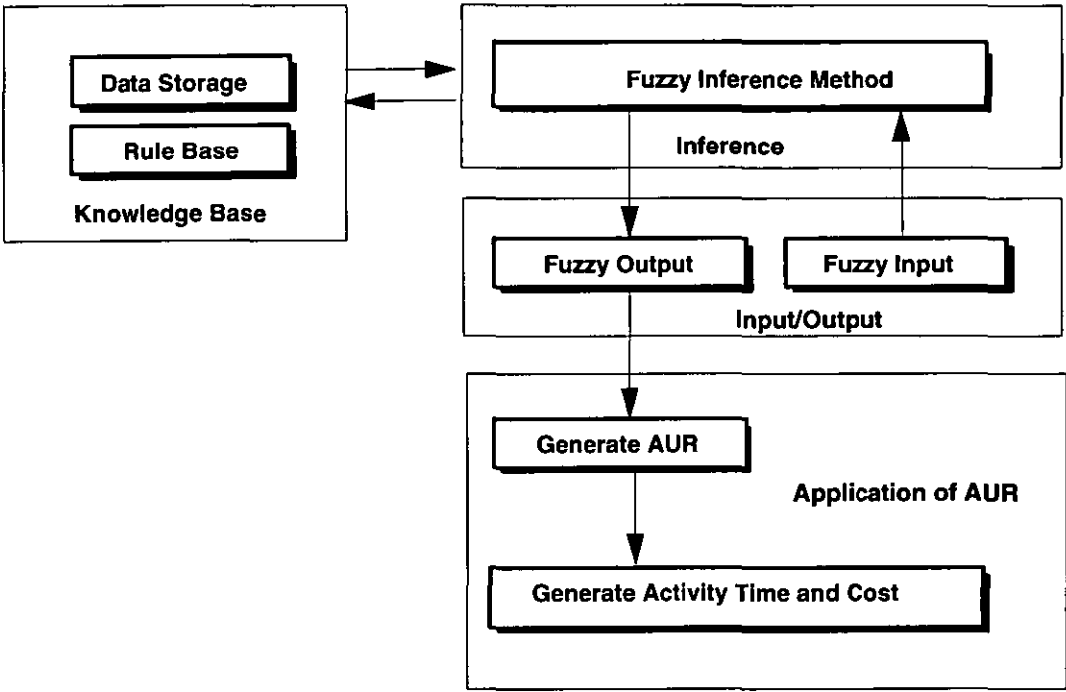 Data Storage
Rule Base
Knowledge Base
Fuzzy Inference Method
Inference
Fuzzy Output
Fuzzy Input
Input/Output
Generate AUR
Application of AUR
Generate Activity Time and Cost